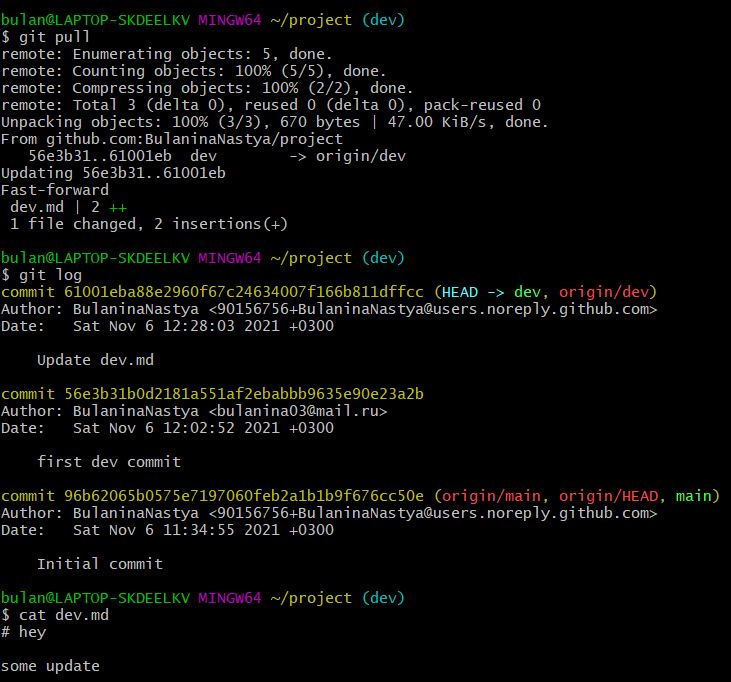 bulan@LAPTOP-SKDEELKV MINGW64 ~/project (dev)
$ git pull
remote: Enumerating objects: 5, done.
remote: Counting objects: 100% (5/5), done.
remote: Compressing objects: 100% (2/2), done.
remote: Total 3 (delta 0), reused 0 (delta 0), pack-reused 0
Unpacking objects: 100% (3/3), 670 bytes | 47.00 KiB/s, done.
From github.com:BulaninaNastya/project
   56e3b31..61001eb  dev        -> origin/dev
Updating 56e3b31..61001eb
Fast-forward
 dev.md | 2 ++
 1 file changed, 2 insertions(+)

bulan@LAPTOP-SKDEELKV MINGW64 ~/project (dev)
$ git log
commit 61001eba88e2960f67c24634007f166b811dffcc (HEAD -> dev, origin/dev)
Author: BulaninaNastya <90156756+BulaninaNastya@users.noreply.github.com>
Date:   Sat Nov 6 12:28:03 2021 +0300

    Update dev.md

commit 56e3b31b0d2181a551af2ebabbb9635e90e23a2b
Author: BulaninaNastya <bulanina03@mail.ru>
Date:   Sat Nov 6 12:02:52 2021 +0300

    first dev commit

commit 96b62065b0575e7197060feb2a1b1b9f676cc50e (origin/main, origin/HEAD, main)
Author: BulaninaNastya <90156756+BulaninaNastya@users.noreply.github.com>
Date:   Sat Nov 6 11:34:55 2021 +0300

    Initial commit

bulan@LAPTOP-SKDEELKV MINGW64 ~/project (dev)
$ cat dev.md
# hey

some update